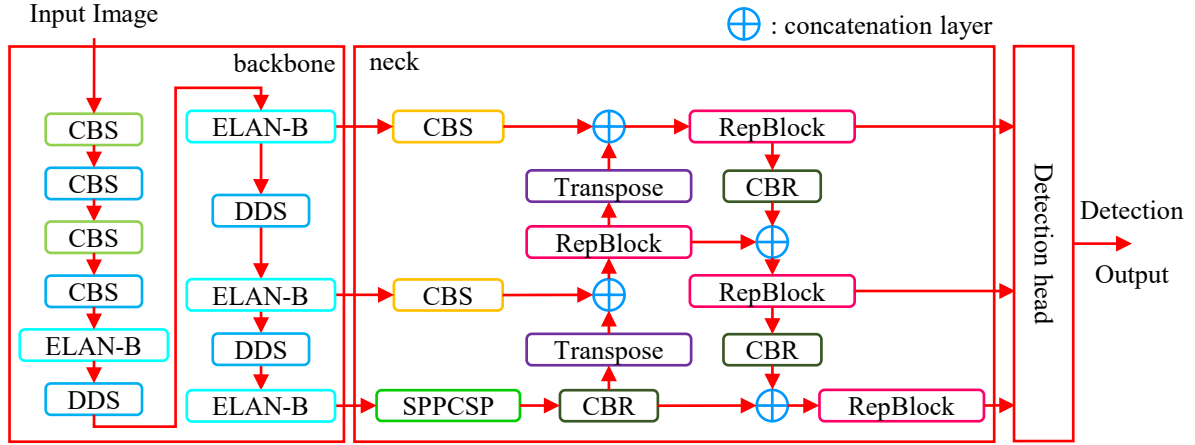 Input Image
: concatenation layer
backbone
neck
CBS
CBS
CBS
CBS
ELAN-B
DDS
ELAN-B
DDS
ELAN-B
DDS
ELAN-B
CBS
RepBlock
Transpose
CBR
RepBlock
CBS
RepBlock
Transpose
CBR
SPPCSP
CBR
RepBlock
Detection head
Detection
Output